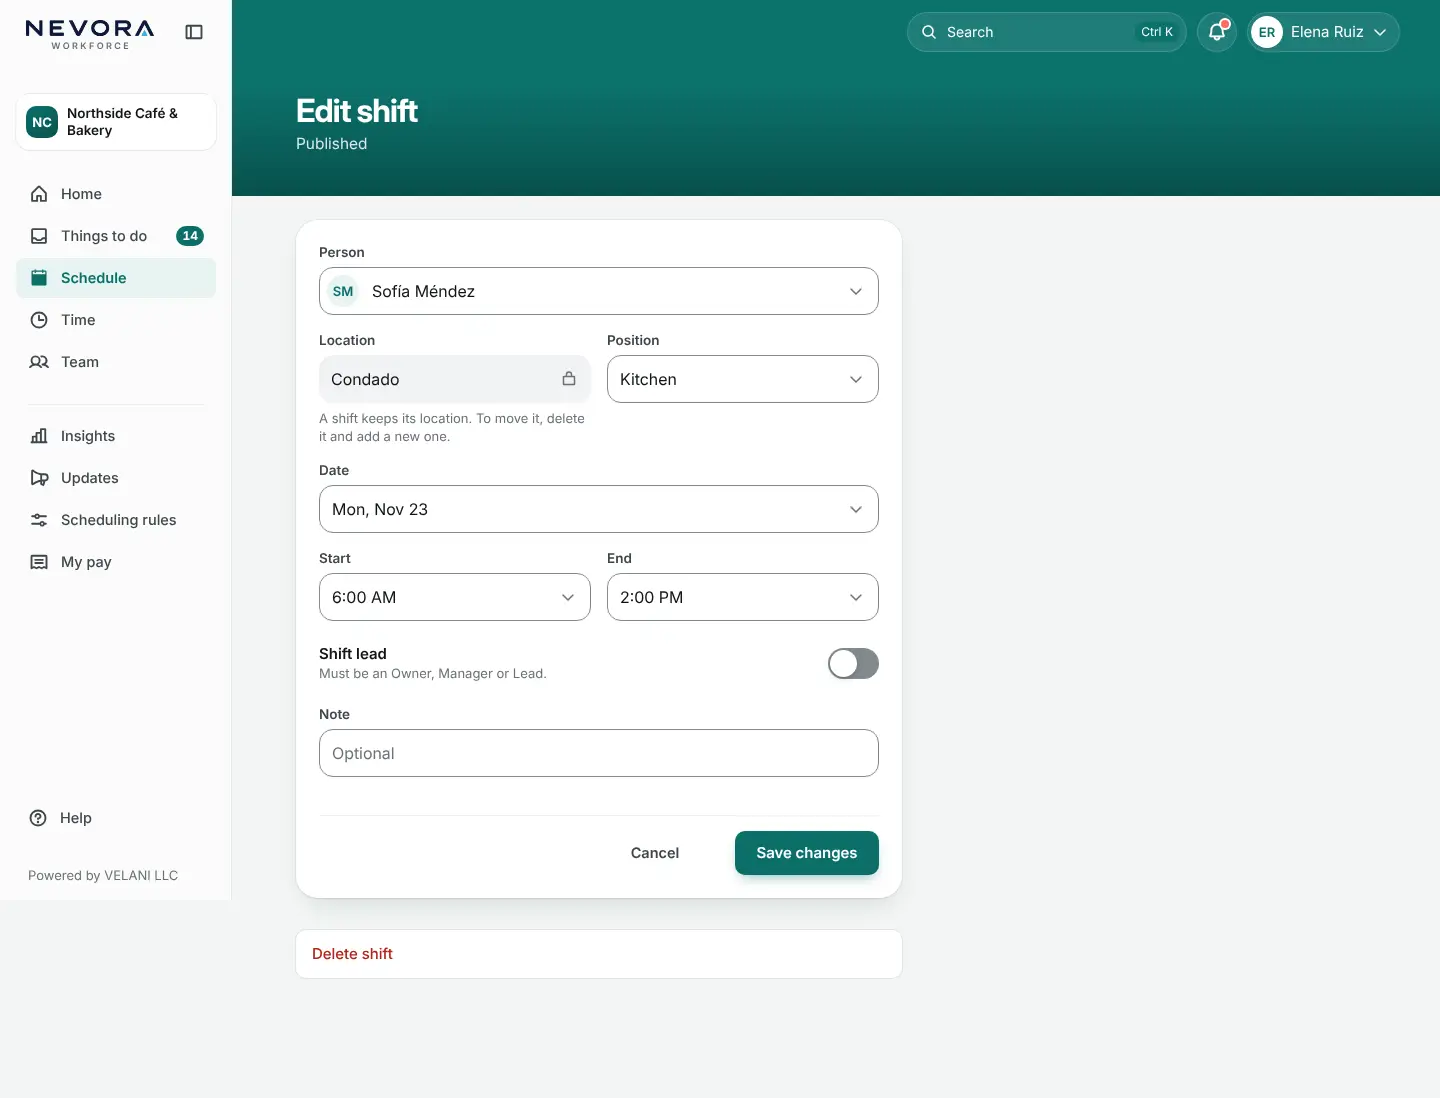 NEVORA
WORKFORCE
Search
Ctrl K
ER
Elena Ruiz
NC
Northside Café &
Bakery
Home
Things to do
14
Schedule
Time
Team
Insights
Updates
Scheduling rules
My pay
Help
Powered by VELANI LLC
Edit shift
Published
Person
SM
Sofía Méndez
Location
Position
Condado
Kitchen
A shift keeps its location. To move it, delete
it and add a new one.
Date
Mon, Nov 23
Start
End
6:00 AM
2:00 PM
Shift lead
Must be an Owner, Manager or Lead.
Note
Optional
Cancel
Save changes
Delete shift